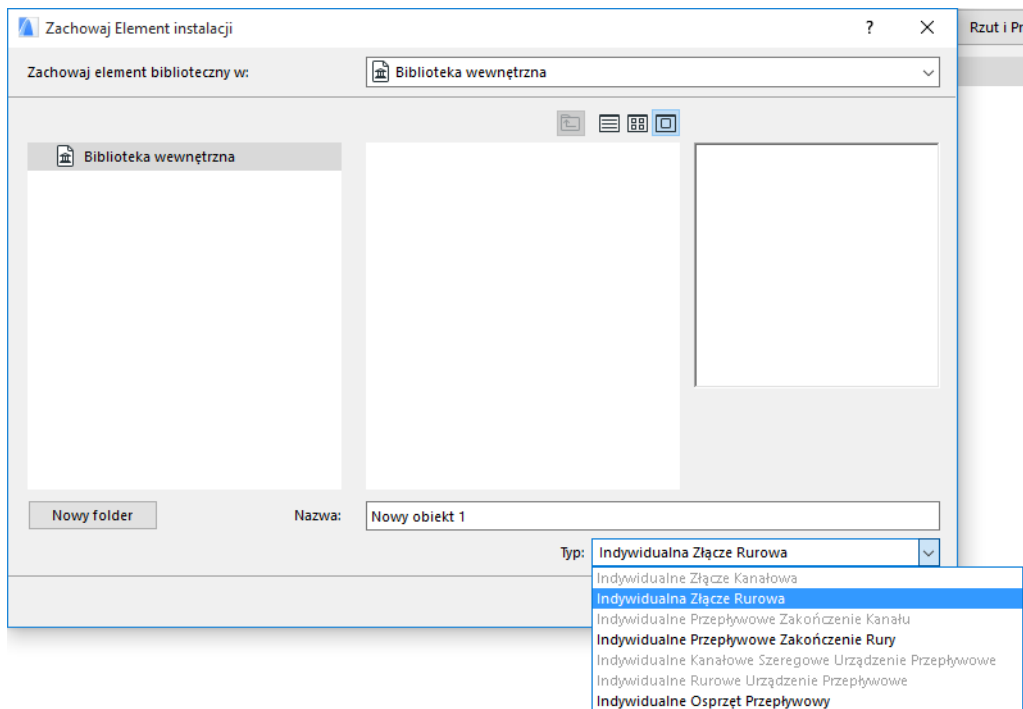 Zachowaj Element instalacji
?
Rzut i Pr
Zachowaj element biblioteczny w:
Biblioteka wewnętrzna
Biblioteka wewnętrzna
Nowy folder
Nazwa:
Nowy obiekt 1
Typ:
Indywidualna Złącze Rurowa
Indywidualne Złącze Kanałowa
Indywidualna Złącze Rurowa
Indywidualne Przepływowe Zakończenie Kanału
Indywidualne Przepływowe Zakończenie Rury
Indywidualne Kanałowe Szeregowe Urządzenie Przepływowe
Indywidualne Rurowe Urządzenie Przepływowe
Indywidualne Osprzęt Przepływowy